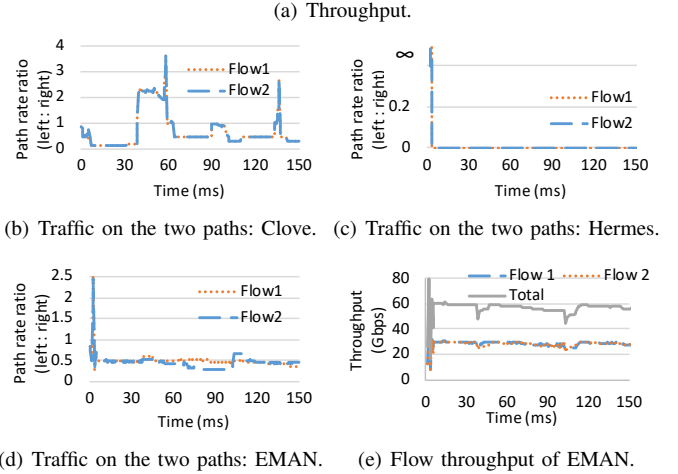 (a) Throughput.
Path rate ratio
(left : right)
4
3
2
1
0
Flow1
Flow2
0 30 60 90 120 150
Time (ms)
(b) Traffic on the two paths: Clove.
Path rate ratio
(left : right)
∞
0.2
0
Flow1
Flow2
0 30 60 90 120 150
Time (ms)
(c) Traffic on the two paths: Hermes.
Path rate ratio
(left : right)
2.5
2
1.5
1
0.5
0
Flow1
Flow2
0 30 60 90 120 150
Time (ms)
(d) Traffic on the two paths: EMAN.
Throughput
(Gbps)
100
80
60
40
20
0
Flow 1 Flow 2
Total
0 30 60 90 120 150
Time (ms)
(e) Flow throughput of EMAN.